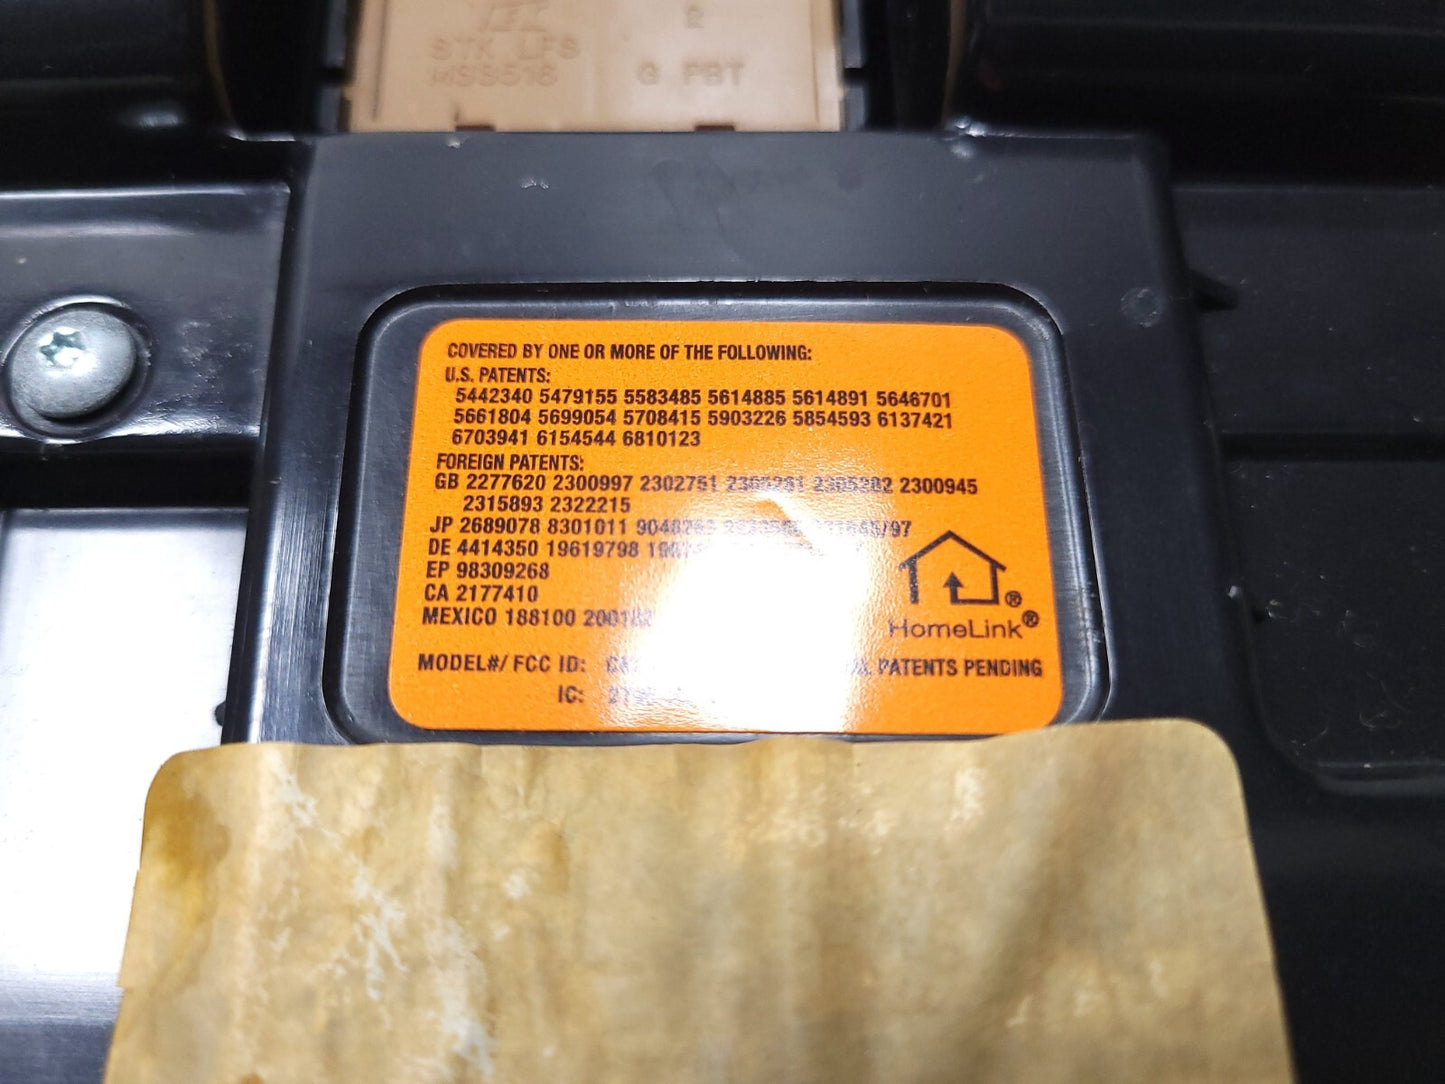 STK LFS
MS3516
2
G PBT
COVERED BY ONE OR MORE OF THE FOLLOWING:
U.S. PATENTS:
5442340 5479155 5583485 5614885 5614891 5646701
5661804 5699054 5708415 5903226 5854593 6137421
6703941 6154544 6810123
FOREIGN PATENTS:
GB 2277620 2300997 2302751 2305282 2300945
2315893 2322215
JP 2689078 8301011
DE 4414350 19619798
EP 98309268
CA 2177410
MEXICO 188100
HomeLink®
®
MODEL#/ FCC ID: PATENTS PENDING
IC: